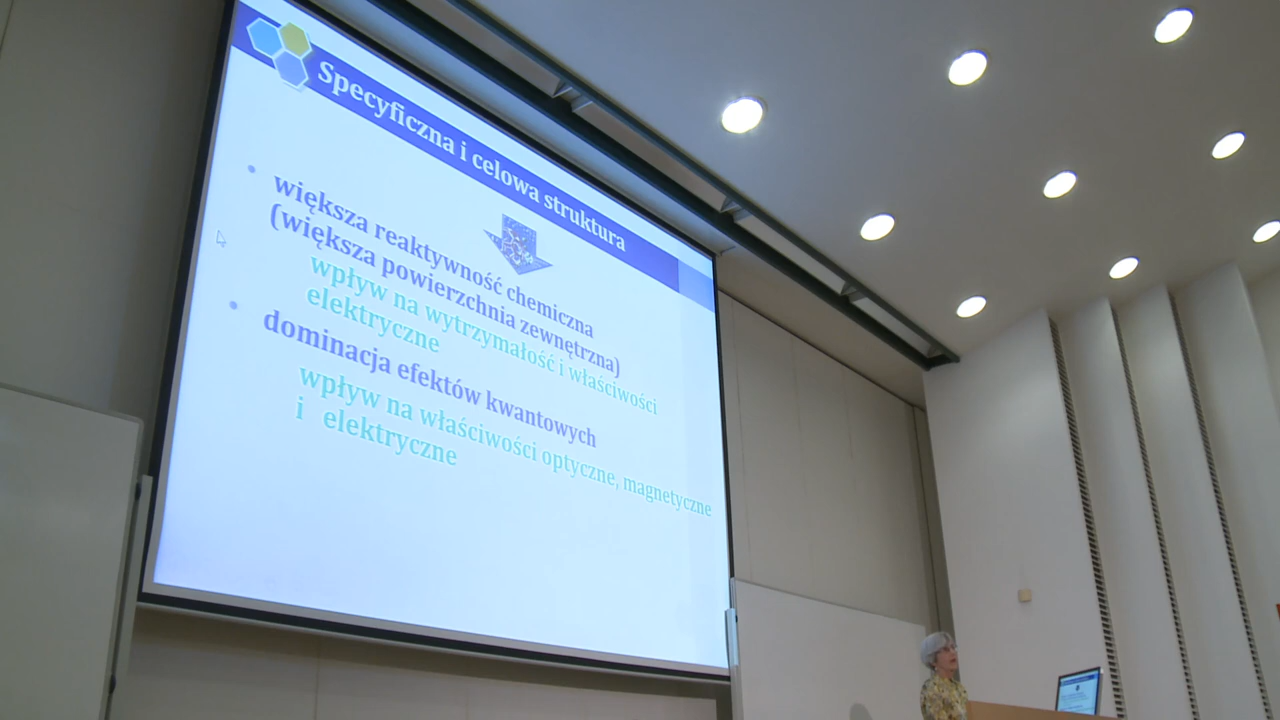 Specyficzna i celowa struktura
• większa reaktywność chemiczna
(większa powierzchnia zewnętrzna)
wpływ na wytrzymałość i właściwości
elektryczne
• dominacja efektów kwantowych
wpływ na właściwości optyczne, magnetyczne
i elektryczne